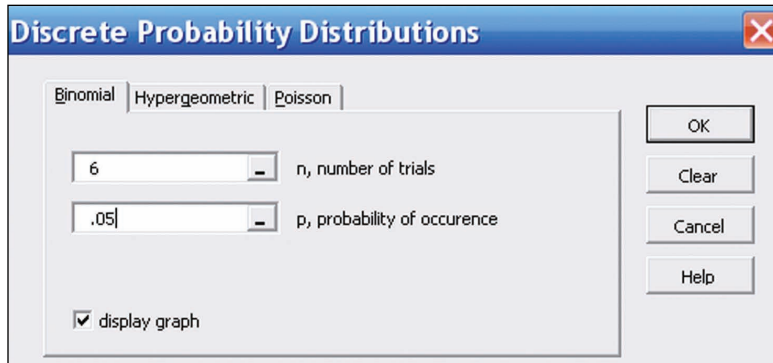 Discrete Probability Distributions
Binomial Hypergeometric Poisson
6 n, number of trials
.05 p, probability of occurence
display graph
OK
Clear
Cancel
Help